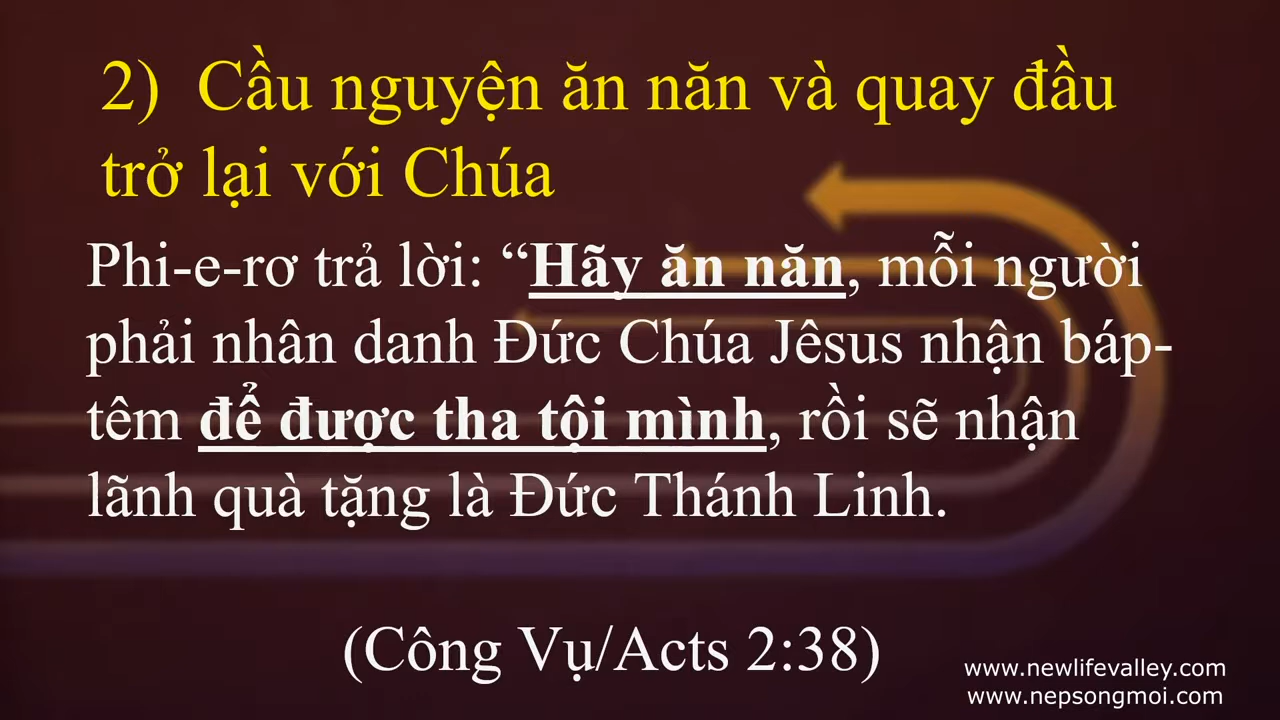 2) Cầu nguyện ăn năn và quay đầu
trở lại với Chúa
Phi-e-rơ trả lời: “Hãy ăn năn, mỗi người
phải nhân danh Đức Chúa Jêsus nhận báp-
têm để được tha tội mình, rồi sẽ nhận
lãnh quà tặng là Đức Thánh Linh.
(Công Vụ/Acts 2:38)
www.newlifevalley.com
www.nepsongmoi.com